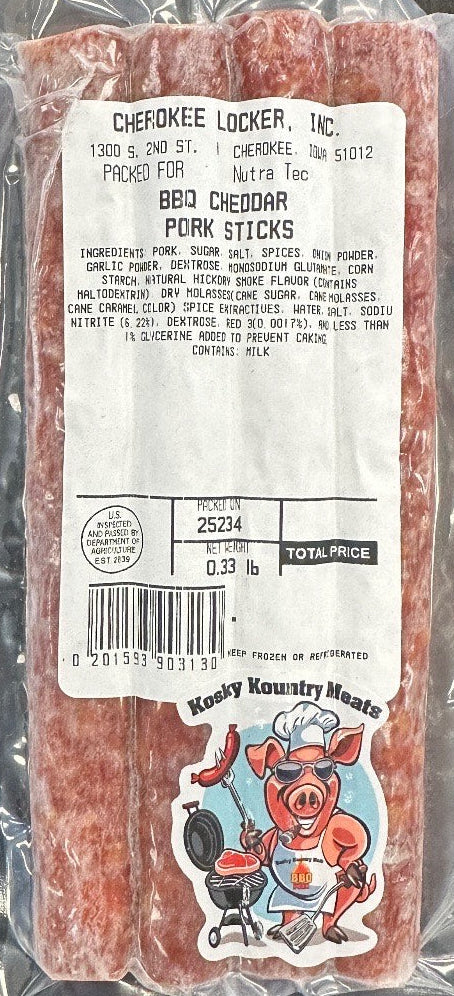 CHEROKEE LOCKER, INC.
1300 S. 2ND ST. | CHEROKEE, IOWA 51012
PACKED FOR Nutra Tec
BBQ CHEDDAR
PORK STICKS
INGREDIENTS: PORK, SUGAR, SALT, SPICES, ONION POWDER,
GARLIC POWDER, DEXTROSE, MONOSODIUM GLUTAMATE, CORN
STARCH, NATURAL HICKORY SMOKE FLAVOR (CONTAINS
MALTODEXTRIN), DRY MOLASSES(CANE SUGAR, CANE MOLASSES,
CANE CARAMEL COLOR) SPICE EXTRACTIVES, WATER, SALT, SODIU
NITRITE (6.22%), DEXTROSE, RED 3(0.0017%), AND LESS THAN
1% GLYCERINE ADDED TO PREVENT CAKING
CONTAINS: MILK
U.S.
INSPECTED
AND PASSED BY
DEPARTMENT OF
AGRICULTURE
EST. 2839
PACKED ON
25234
NET WEIGHT
0.33 lb
TOTAL PRICE
0 201593 903130
KEEP FROZEN OR REFRIGERATED
Kosky Kountry Meats
BBQ